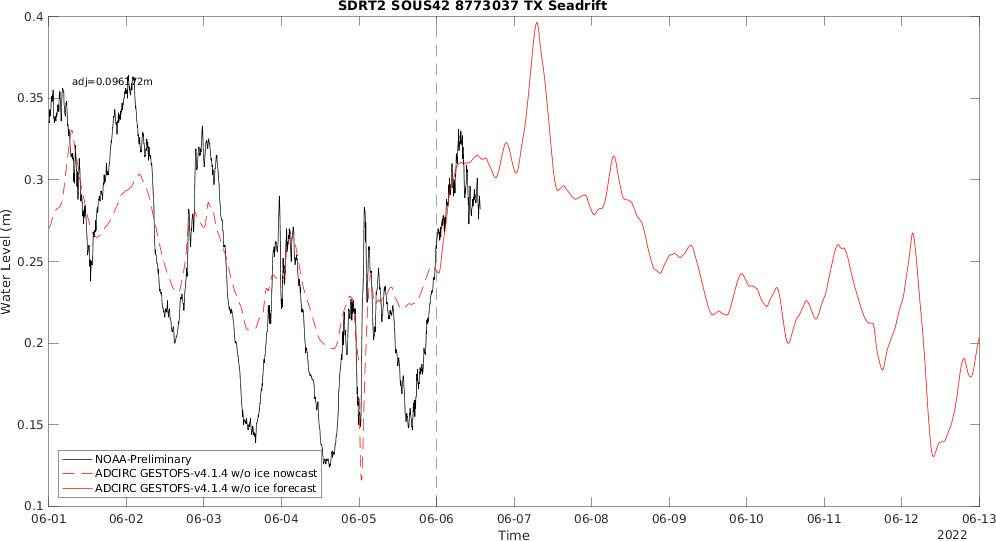 SDRT2 SOUS42 8773037 TX Seadrift
0.4
0.35
0.3
0.25
0.2
0.15
0.1
Water Level (m)
NOAA-Preliminary
ADCIRC GESTOFS-v4.1.4 w/o ice nowcast
ADCIRC GESTOFS-v4.1.4 w/o ice forecast
06-01 06-02 06-03 06-04 06-05 06-06 06-07 06-08 06-09 06-10 06-11 06-12 06-13
Time
2022